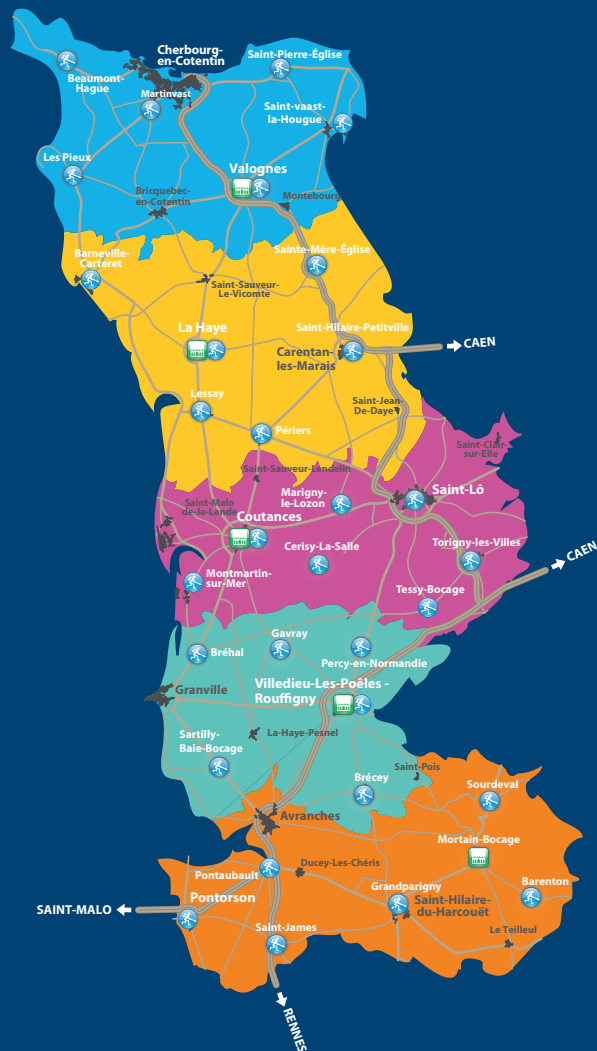 Cherbourg-
en-Cotentin
Saint-Pierre-Église
Beaumont-
Hague
Martinvast
Saint-vaast-
la-Hougue
Les Pieux
Valognes
Bricquebec-
en-Cotentin
Montebourg
Barneville-
Carteret
Sainte-Mère-Église
Saint-Sauveur-
Le-Vicomte
La Haye
Saint-Hilaire-Petitville
CAEN
Carentan-
les-Marais
Lessay
Saint-Jean-
De-Daye
Périers
Saint-Clair-
sur-Elle
Saint-Sauveur-Lendelin
Marigny-
le-Lozon
Saint-Lô
Saint-Malo
de-la-Lande
Coutances
Cerisy-La-Salle
Torigny-les-Villes
CAEN
Montmartin-
sur-Mer
Tessy-Bocage
Gavray
Bréhal
Percy-en-Normandie
Granville
Villedieu-Les-Poêles -
Rouffigny
Sartilly-
Baie-Bocage
La-Haye-Pesnel
Saint-Pois
Brécey
Sourdeval
Avranches
Mortain-Bocage
Ducey-Les-Chéris
Pontaubault
Grandparigny
Barenton
Pontorson
Saint-Hilaire-
du-Harcouët
SAINT-MALO
Saint-James
Le Teilleul
RENNES